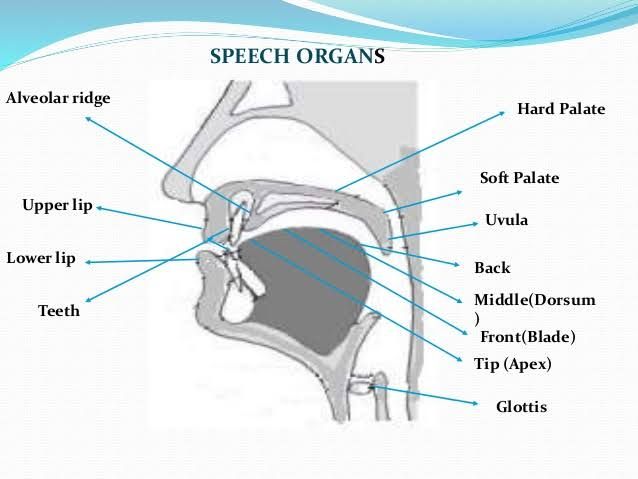 SPEECH ORGANS
Alveolar ridge
Hard Palate
Soft Palate
Upper lip
Uvula
Lower lip
Back
Middle(Dorsum
)
Teeth
Front(Blade)
Tip (Apex)
Glottis